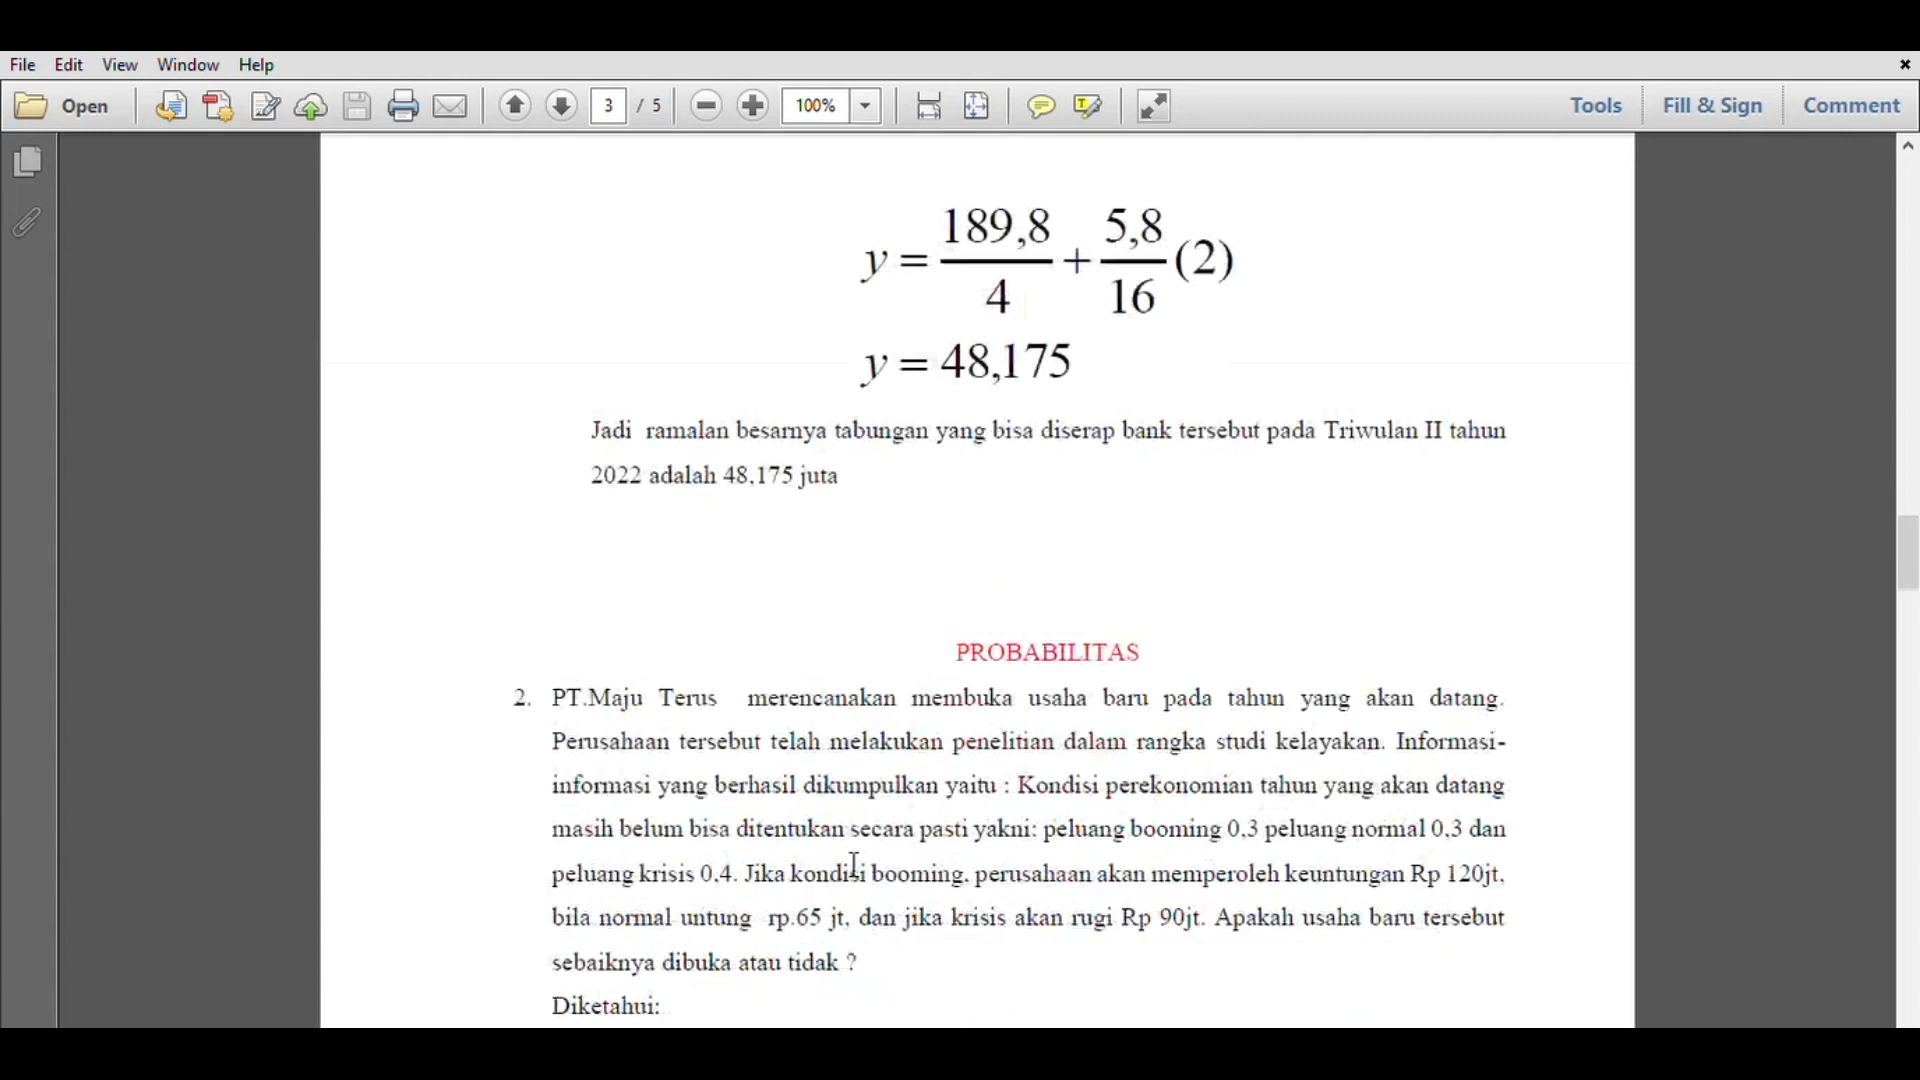 File Edit View Window Help
Open 3 / 5 100% Tools Fill & Sign Comment
y = 189,8/4 + 5,8/16 (2)
y = 48,175
Jadi ramalan besarnya tabungan yang bisa diserap bank tersebut pada Triwulan II tahun
2022 adalah 48,175 juta
PROBABILITAS
2. PT.Maju Terus merencanakan membuka usaha baru pada tahun yang akan datang.
Perusahaan tersebut telah melakukan penelitian dalam rangka studi kelayakan. Informasi-
informasi yang berhasil dikumpulkan yaitu : Kondisi perekonomian tahun yang akan datang
masih belum bisa ditentukan secara pasti yakni: peluang booming 0,3 peluang normal 0,3 dan
peluang krisis 0,4. Jika kondisi booming, perusahaan akan memperoleh keuntungan Rp 120jt,
bila normal untung rp.65 jt, dan jika krisis akan rugi Rp 90jt. Apakah usaha baru tersebut
sebaiknya dibuka atau tidak ?
Diketahui: